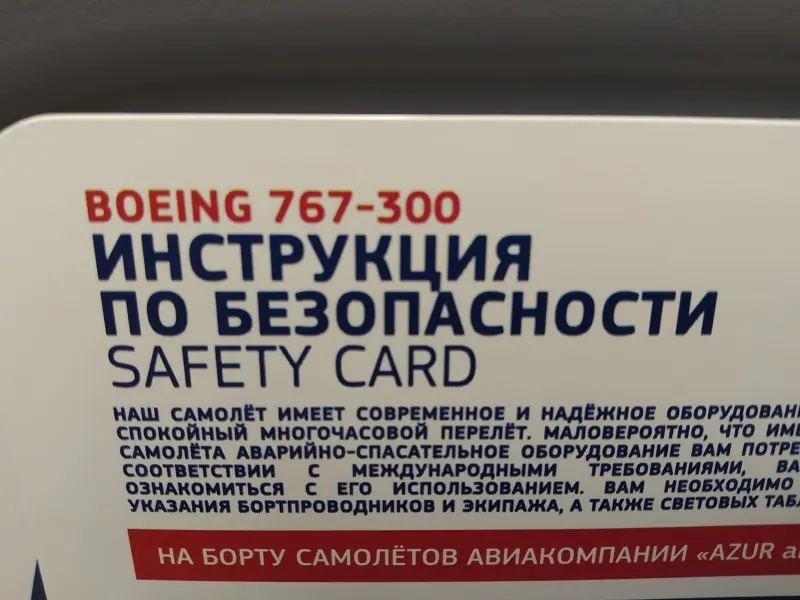 BOEING 767-300
ИНСТРУКЦИЯ
ПО БЕЗОПАСНОСТИ
SAFETY CARD
НАШ САМОЛЁТ ИМЕЕТ СОВРЕМЕННОЕ И НАДЁЖНОЕ
СПОКОЙНЫЙ МНОГОЧАСОВОЙ ПЕРЕЛЁТ. МАЛОВЕРОЯТНО, ЧТО
САМОЛЁТА АВАРИЙНО-СПАСАТЕЛЬНОЕ ОБОРУДОВАНИЕ ВАМ
СООТВЕТСТВИИ С МЕЖДУНАРОДНЫМИ ТРЕБОВАНИЯМИ,
ОЗНАКОМИТЬСЯ С ЕГО ИСПОЛЬЗОВАНИЕМ. ВАМ НЕОБХОДИМО
УКАЗАНИЯ БОРТПРОВОДНИКОВ И ЭКИПАЖА, А ТАКЖЕ СВЕТОВЫХ
НА БОРТУ САМОЛЁТОВ АВИАКОМПАНИИ «AZUR